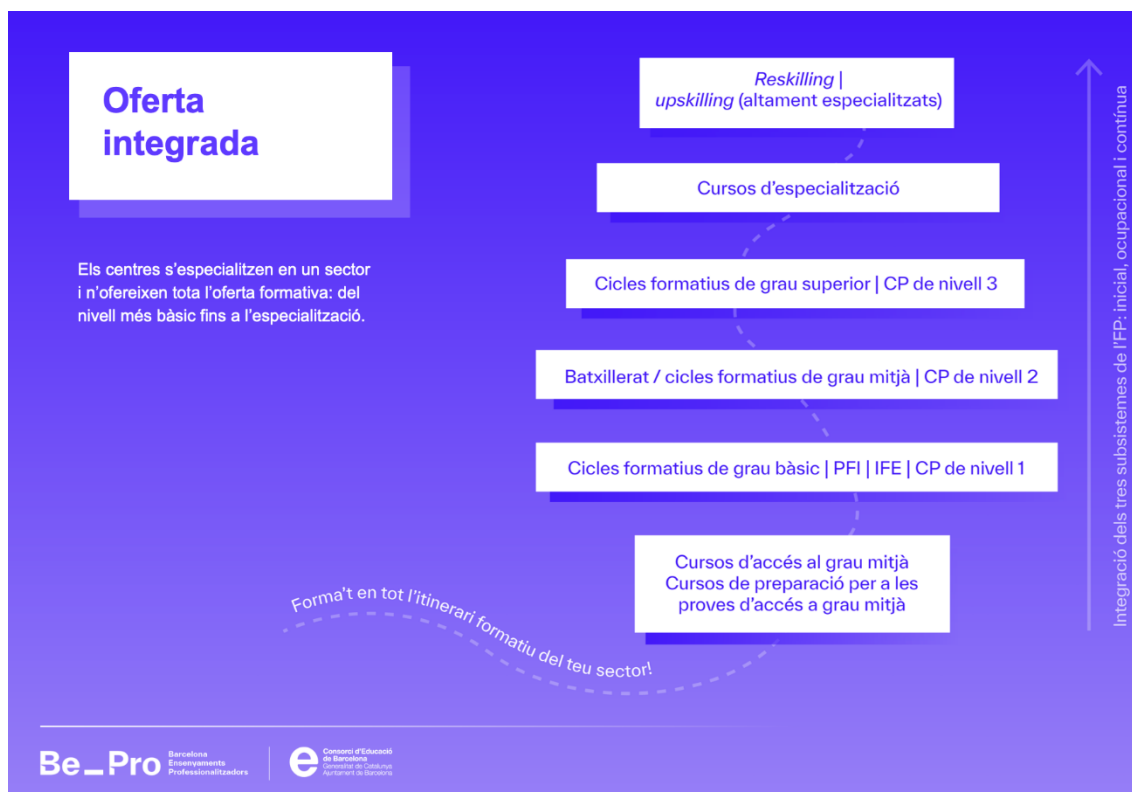 Oferta
integrada
Els centres s'especialitzen en un sector
i n'ofereixen tota l'oferta formativa: del
nivell més bàsic fins a l'especialització.
Reskilling |
upskilling (altament especialitzats)
Cursos d'especialització
Cicles formatius de grau superior | CP de nivell 3
Batxillerat / cicles formatius de grau mitjà | CP de nivell 2
Cicles formatius de grau bàsic | PFI | IFE | CP de nivell 1
Cursos d'accés al grau mitjà
Cursos de preparació per a les
proves d'accés a grau mitjà
Forma't en tot l'itinerari formatiu del teu sector!
Integració dels tres subsistemes de l'FP: inicial, ocupacional i contínua
Be_Pro
Barcelona
Ensenyaments
Professionalitzadors
e
Consorci d'Educació
de Barcelona
Generalitat de Catalunya
Ajuntament de Barcelona